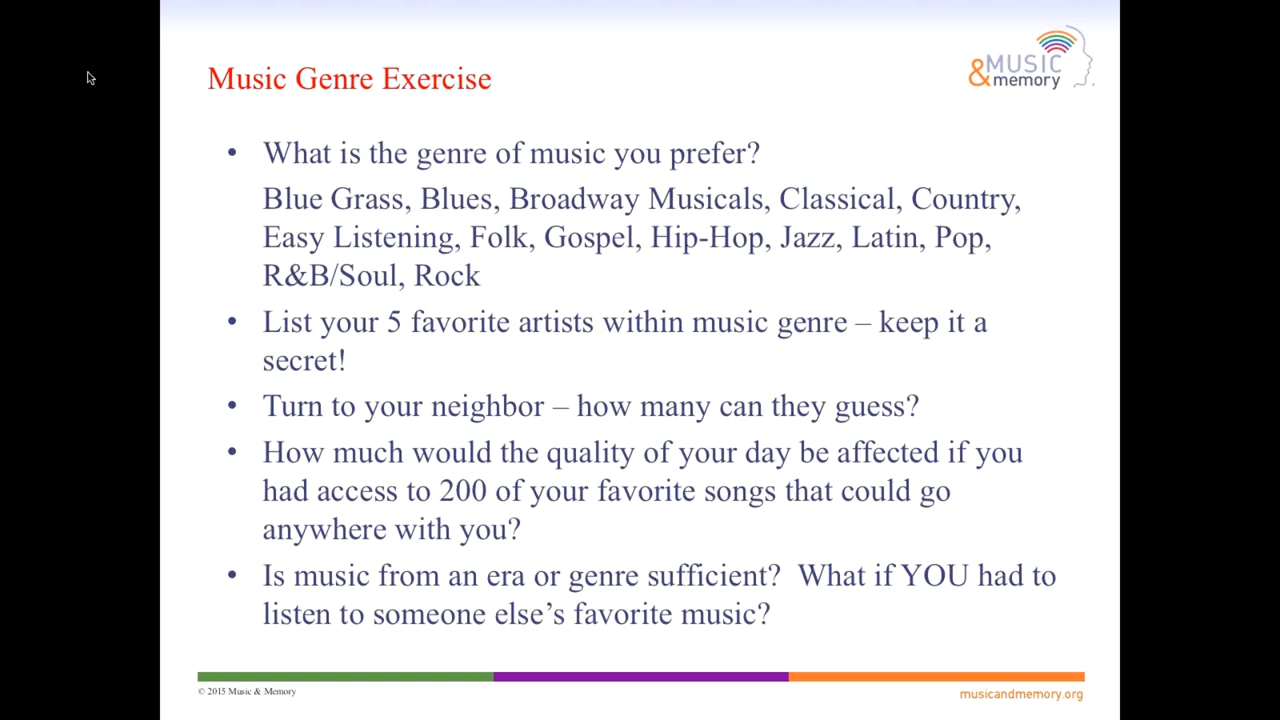 Music Genre Exercise
&MUSIC
memory
• What is the genre of music you prefer?
Blue Grass, Blues, Broadway Musicals, Classical, Country,
Easy Listening, Folk, Gospel, Hip-Hop, Jazz, Latin, Pop,
R&B/Soul, Rock
• List your 5 favorite artists within music genre – keep it a
secret!
• Turn to your neighbor – how many can they guess?
• How much would the quality of your day be affected if you
had access to 200 of your favorite songs that could go
anywhere with you?
• Is music from an era or genre sufficient?  What if YOU had to
listen to someone else’s favorite music?
© 2015 Music & Memory
musicandmemory.org